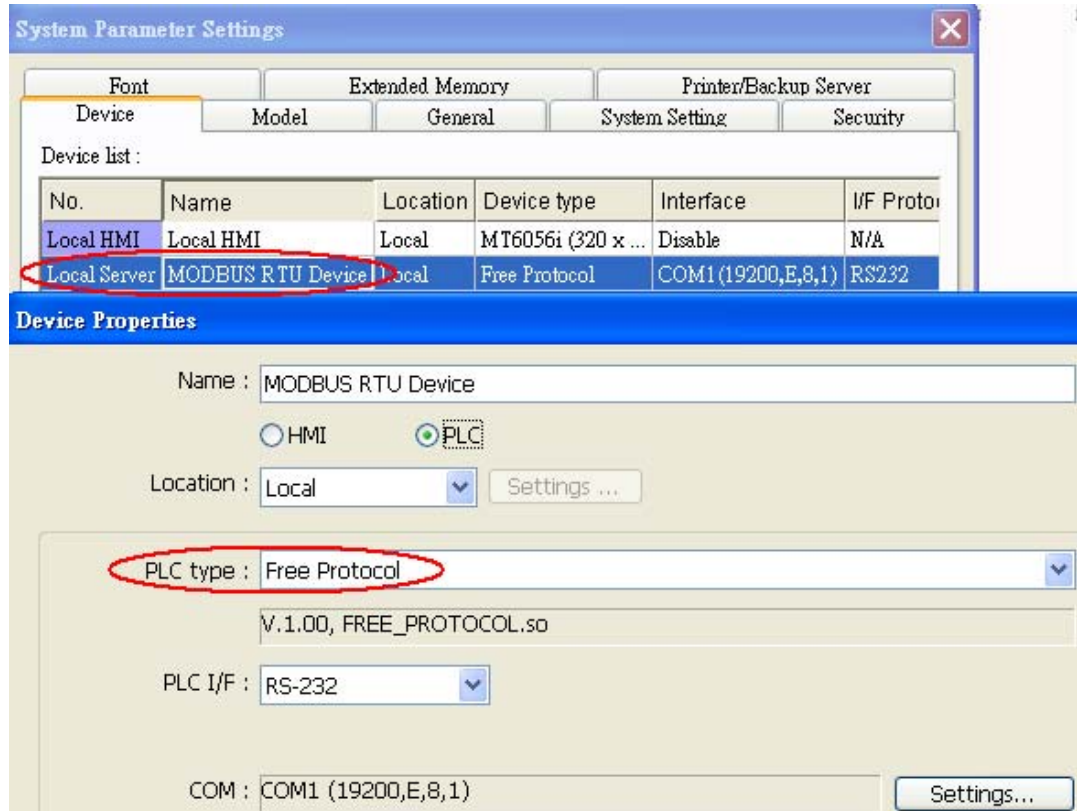 System Parameter Settings
Font Extended Memory Printer/Backup Server
Device Model General System Setting Security
Device list :
No. Name Location Device type Interface I/F Proto
Local HMI Local HMI Local MT6056i (320 x ... Disable N/A
Local Server MODBUS RTU Device Local Free Protocol COM1(19200,E,8,1) RS232
Device Properties
Name : MODBUS RTU Device
HMI PLC
Location : Local Settings ...
PLC type : Free Protocol
V.1.00, FREE_PROTOCOL.so
PLC I/F : RS-232
COM : COM1 (19200,E,8,1) Settings...